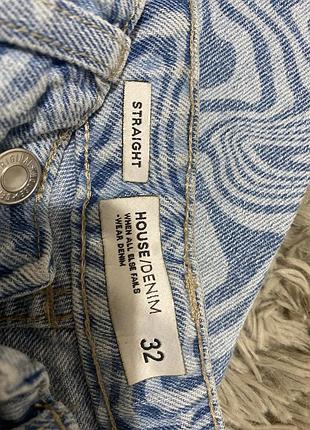 STRAIGHT
HOUSE/DENIM
WHEN ALL ELSE FAILS
-WEAR DENIM
32